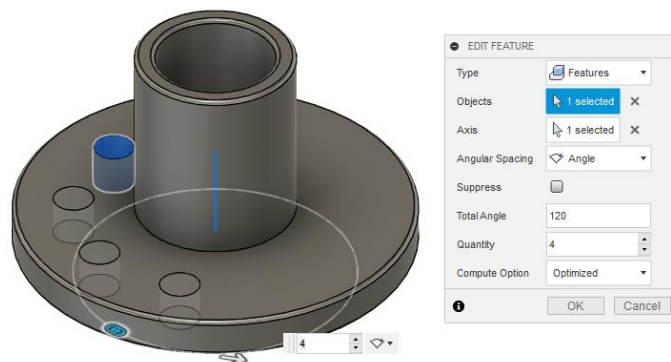 EDIT FEATURE
Type Features
Objects 1 selected
Axis 1 selected
Angular Spacing Angle
Suppress
Total Angle 120
Quantity 4
Compute Option Optimized
OK Cancel
4